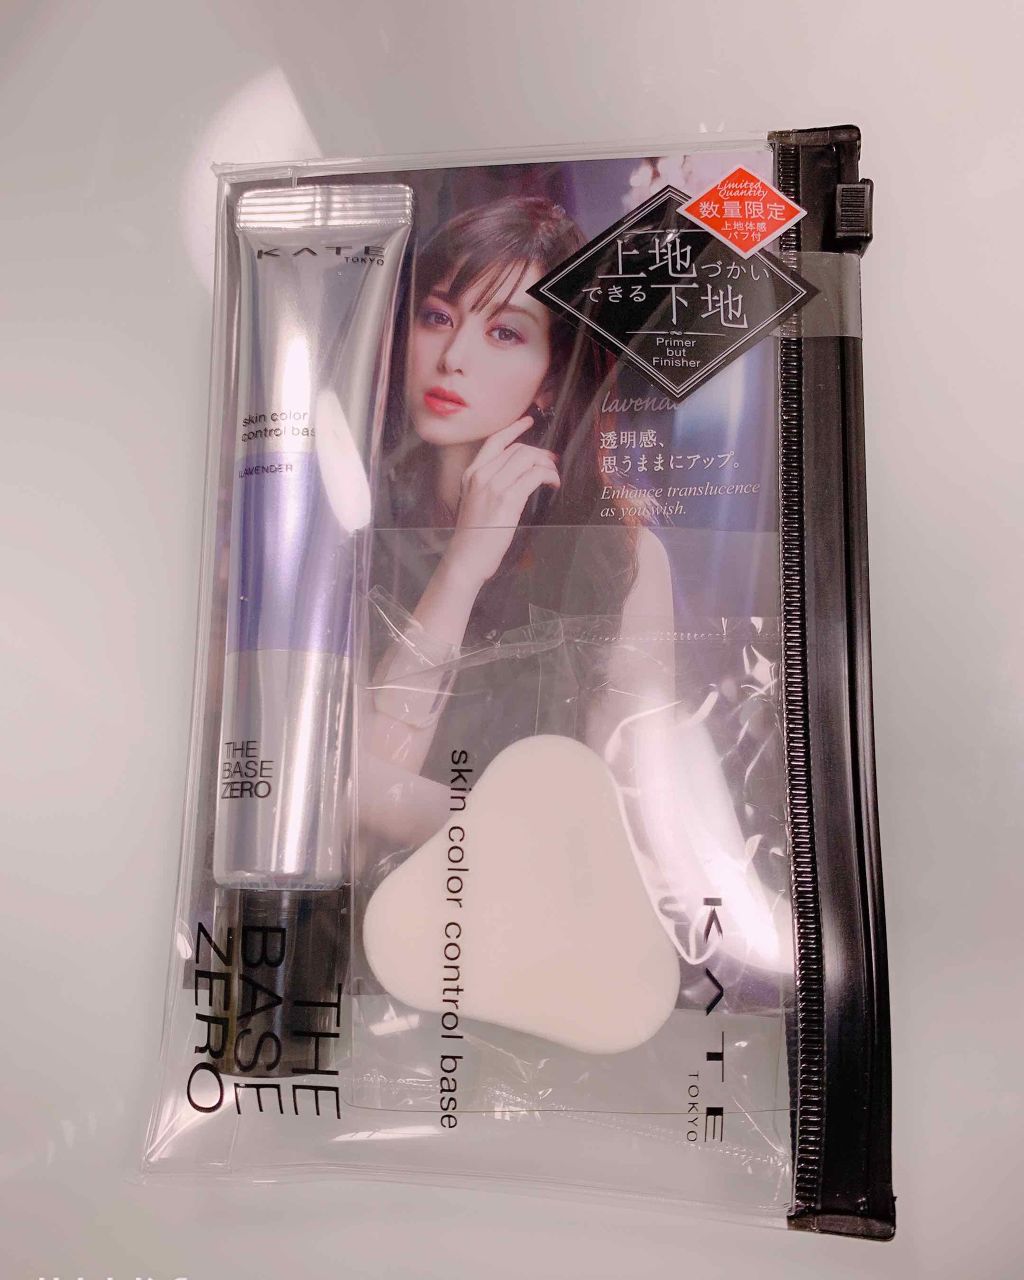 KATE
TOKYO
skin color
control bas
LAVENDER
THE
BASE
ZERO
Limited
Quantity
数量限定
上地体感
パフ付
上地づかい
できる下地
Primer
but
Finisher
透明感、
思うままにアップ。
Enhance translucence
as you wish.
THE
BASE
ZERO
skin color control base
KATE
TOKYO